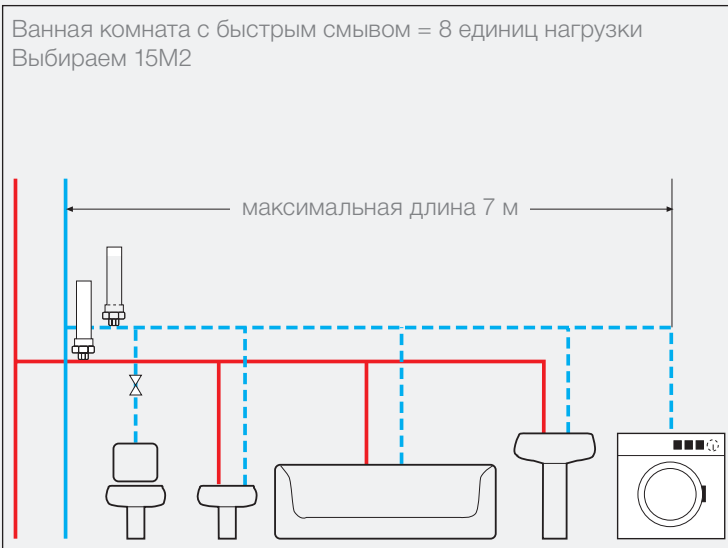 Ванная комната с быстрым смывом = 8 единиц нагрузки
Выбираем 15М2
максимальная длина 7 м